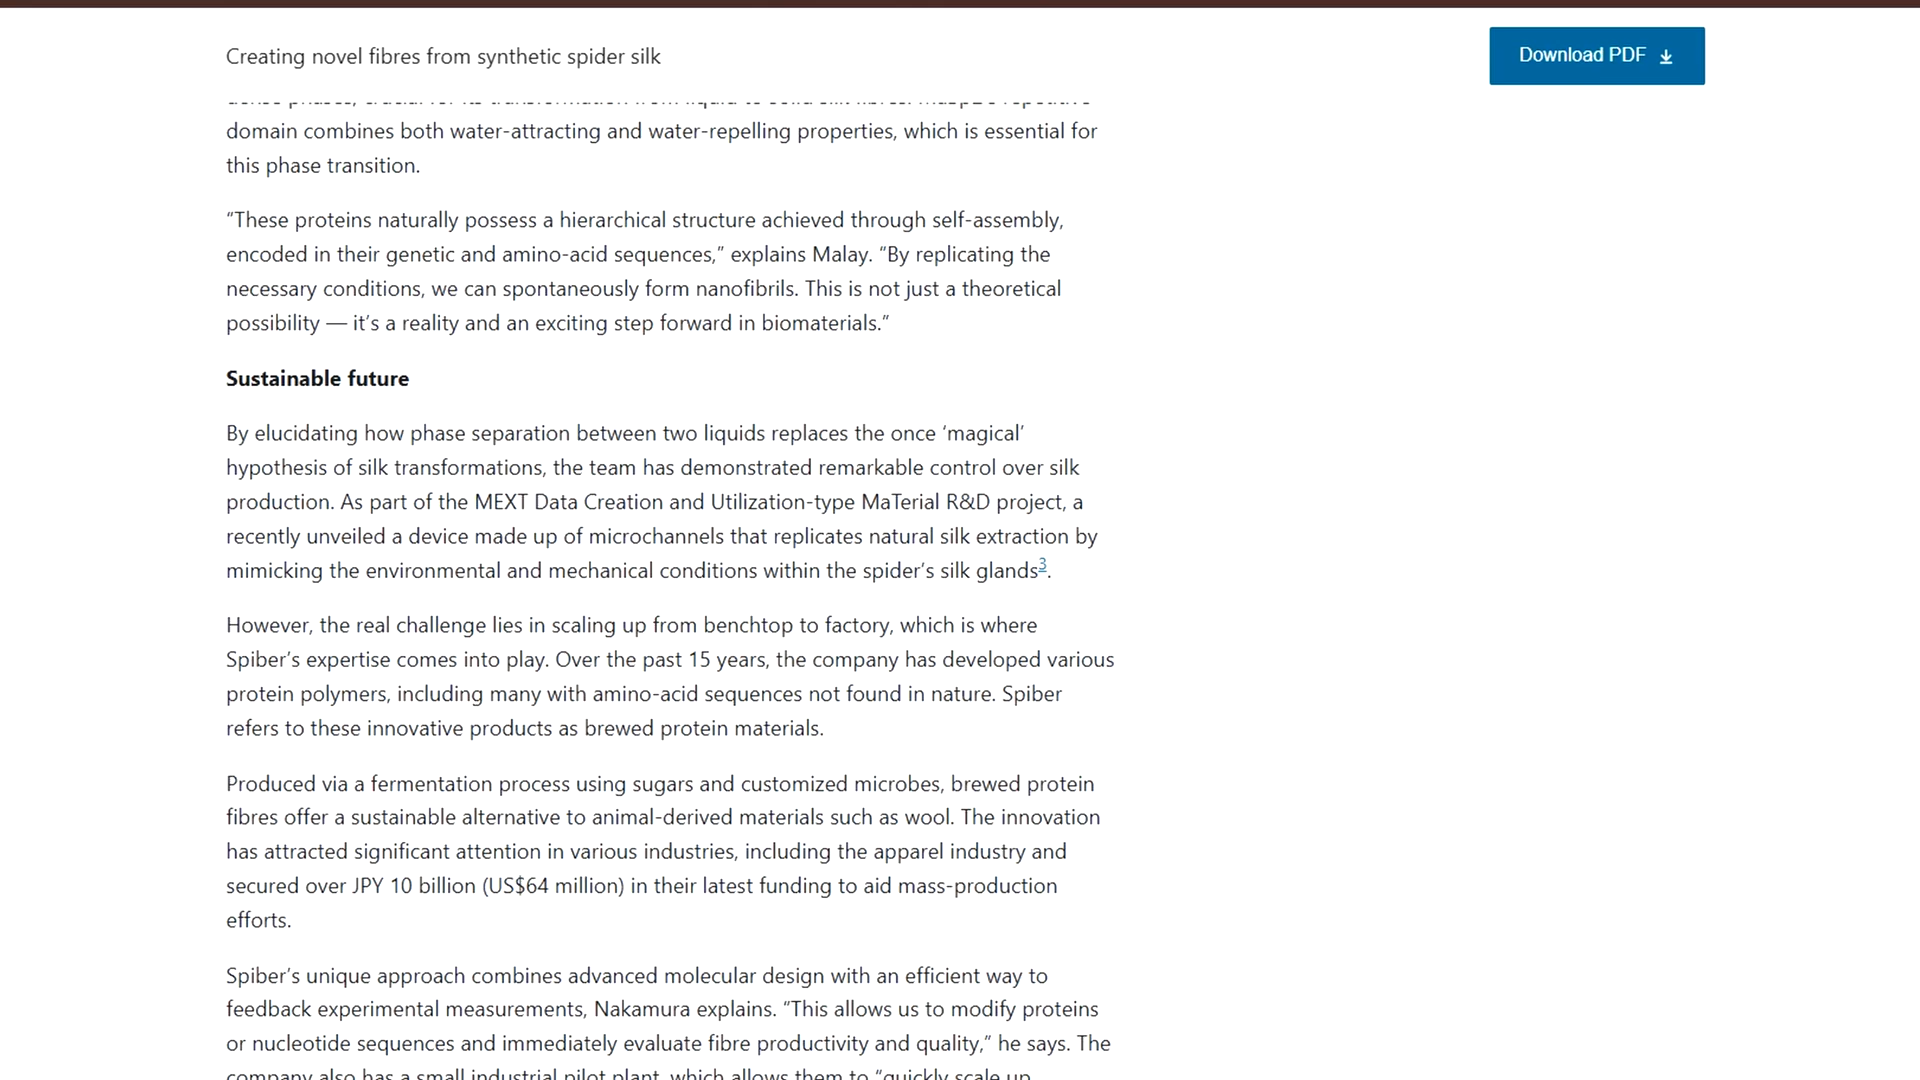 Creating novel fibres from synthetic spider silk
Download PDF
domain combines both water-attracting and water-repelling properties, which is essential for
this phase transition.
“These proteins naturally possess a hierarchical structure achieved through self-assembly,
encoded in their genetic and amino-acid sequences,” explains Malay. “By replicating the
necessary conditions, we can spontaneously form nanofibrils. This is not just a theoretical
possibility — it’s a reality and an exciting step forward in biomaterials.”
Sustainable future
By elucidating how phase separation between two liquids replaces the once ‘magical’
hypothesis of silk transformations, the team has demonstrated remarkable control over silk
production. As part of the MEXT Data Creation and Utilization-type MaTerial R&D project, a
recently unveiled a device made up of microchannels that replicates natural silk extraction by
mimicking the environmental and mechanical conditions within the spider’s silk glands3.
However, the real challenge lies in scaling up from benchtop to factory, which is where
Spiber’s expertise comes into play. Over the past 15 years, the company has developed various
protein polymers, including many with amino-acid sequences not found in nature. Spiber
refers to these innovative products as brewed protein materials.
Produced via a fermentation process using sugars and customized microbes, brewed protein
fibres offer a sustainable alternative to animal-derived materials such as wool. The innovation
has attracted significant attention in various industries, including the apparel industry and
secured over JPY 10 billion (US$64 million) in their latest funding to aid mass-production
efforts.
Spiber’s unique approach combines advanced molecular design with an efficient way to
feedback experimental measurements, Nakamura explains. “This allows us to modify proteins
or nucleotide sequences and immediately evaluate fibre productivity and quality,” he says. The
company also has a small industrial pilot plant, which allows them to “quickly scale up